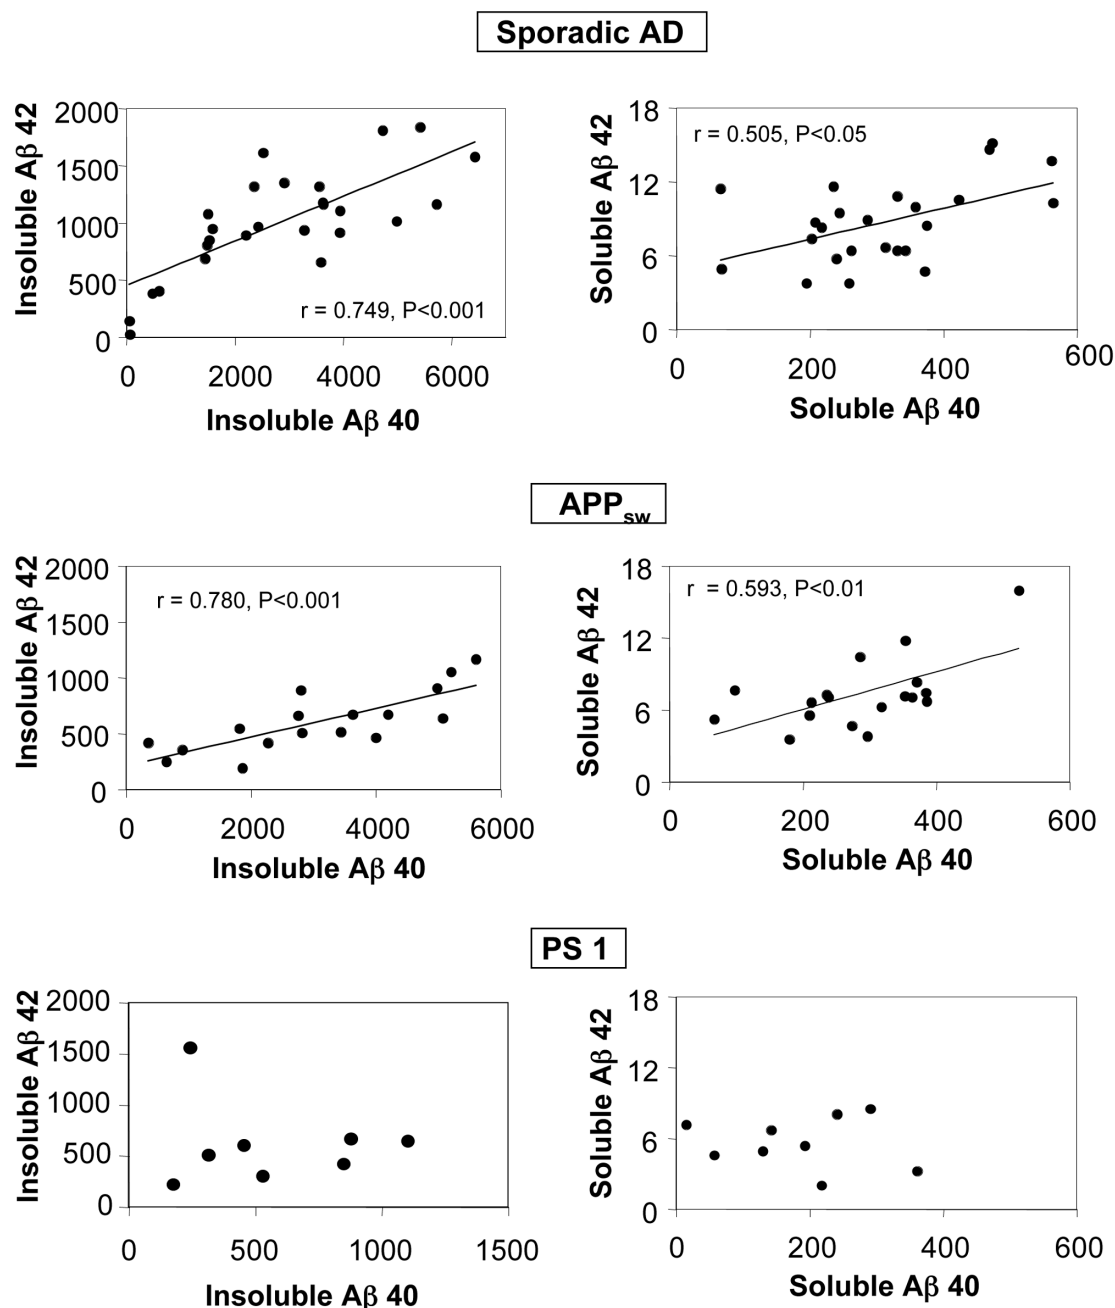 Sporadic AD
2000
1500
1000
500
0
Insoluble Aβ 42
r = 0.749, P<0.001
0 2000 4000 6000
Insoluble Aβ 40
18
12
6
0
Soluble Aβ 42
r = 0.505, P<0.05
0 200 400 600
Soluble Aβ 40
APPsw
2000
1500
1000
500
0
Insoluble Aβ 42
r = 0.780, P<0.001
0 2000 4000 6000
Insoluble Aβ 40
18
12
6
0
Soluble Aβ 42
r = 0.593, P<0.01
0 200 400 600
Soluble Aβ 40
PS 1
2000
1500
1000
500
0
Insoluble Aβ 42
0 500 1000 1500
Insoluble Aβ 40
18
12
6
0
Soluble Aβ 42
0 200 400 600
Soluble Aβ 40